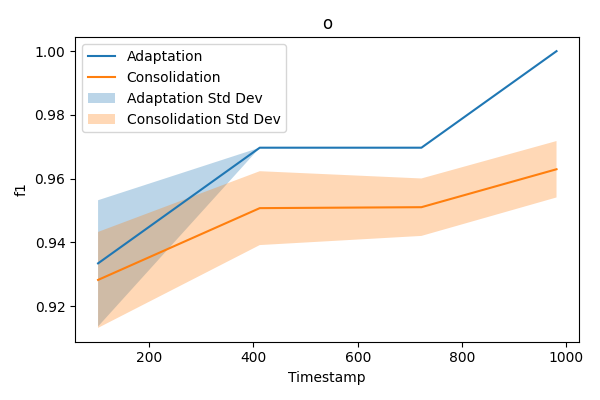 o
1.00
0.98
0.96
0.94
0.92
f1
Adaptation
Consolidation
Adaptation Std Dev
Consolidation Std Dev
200
400
600
800
1000
Timestamp